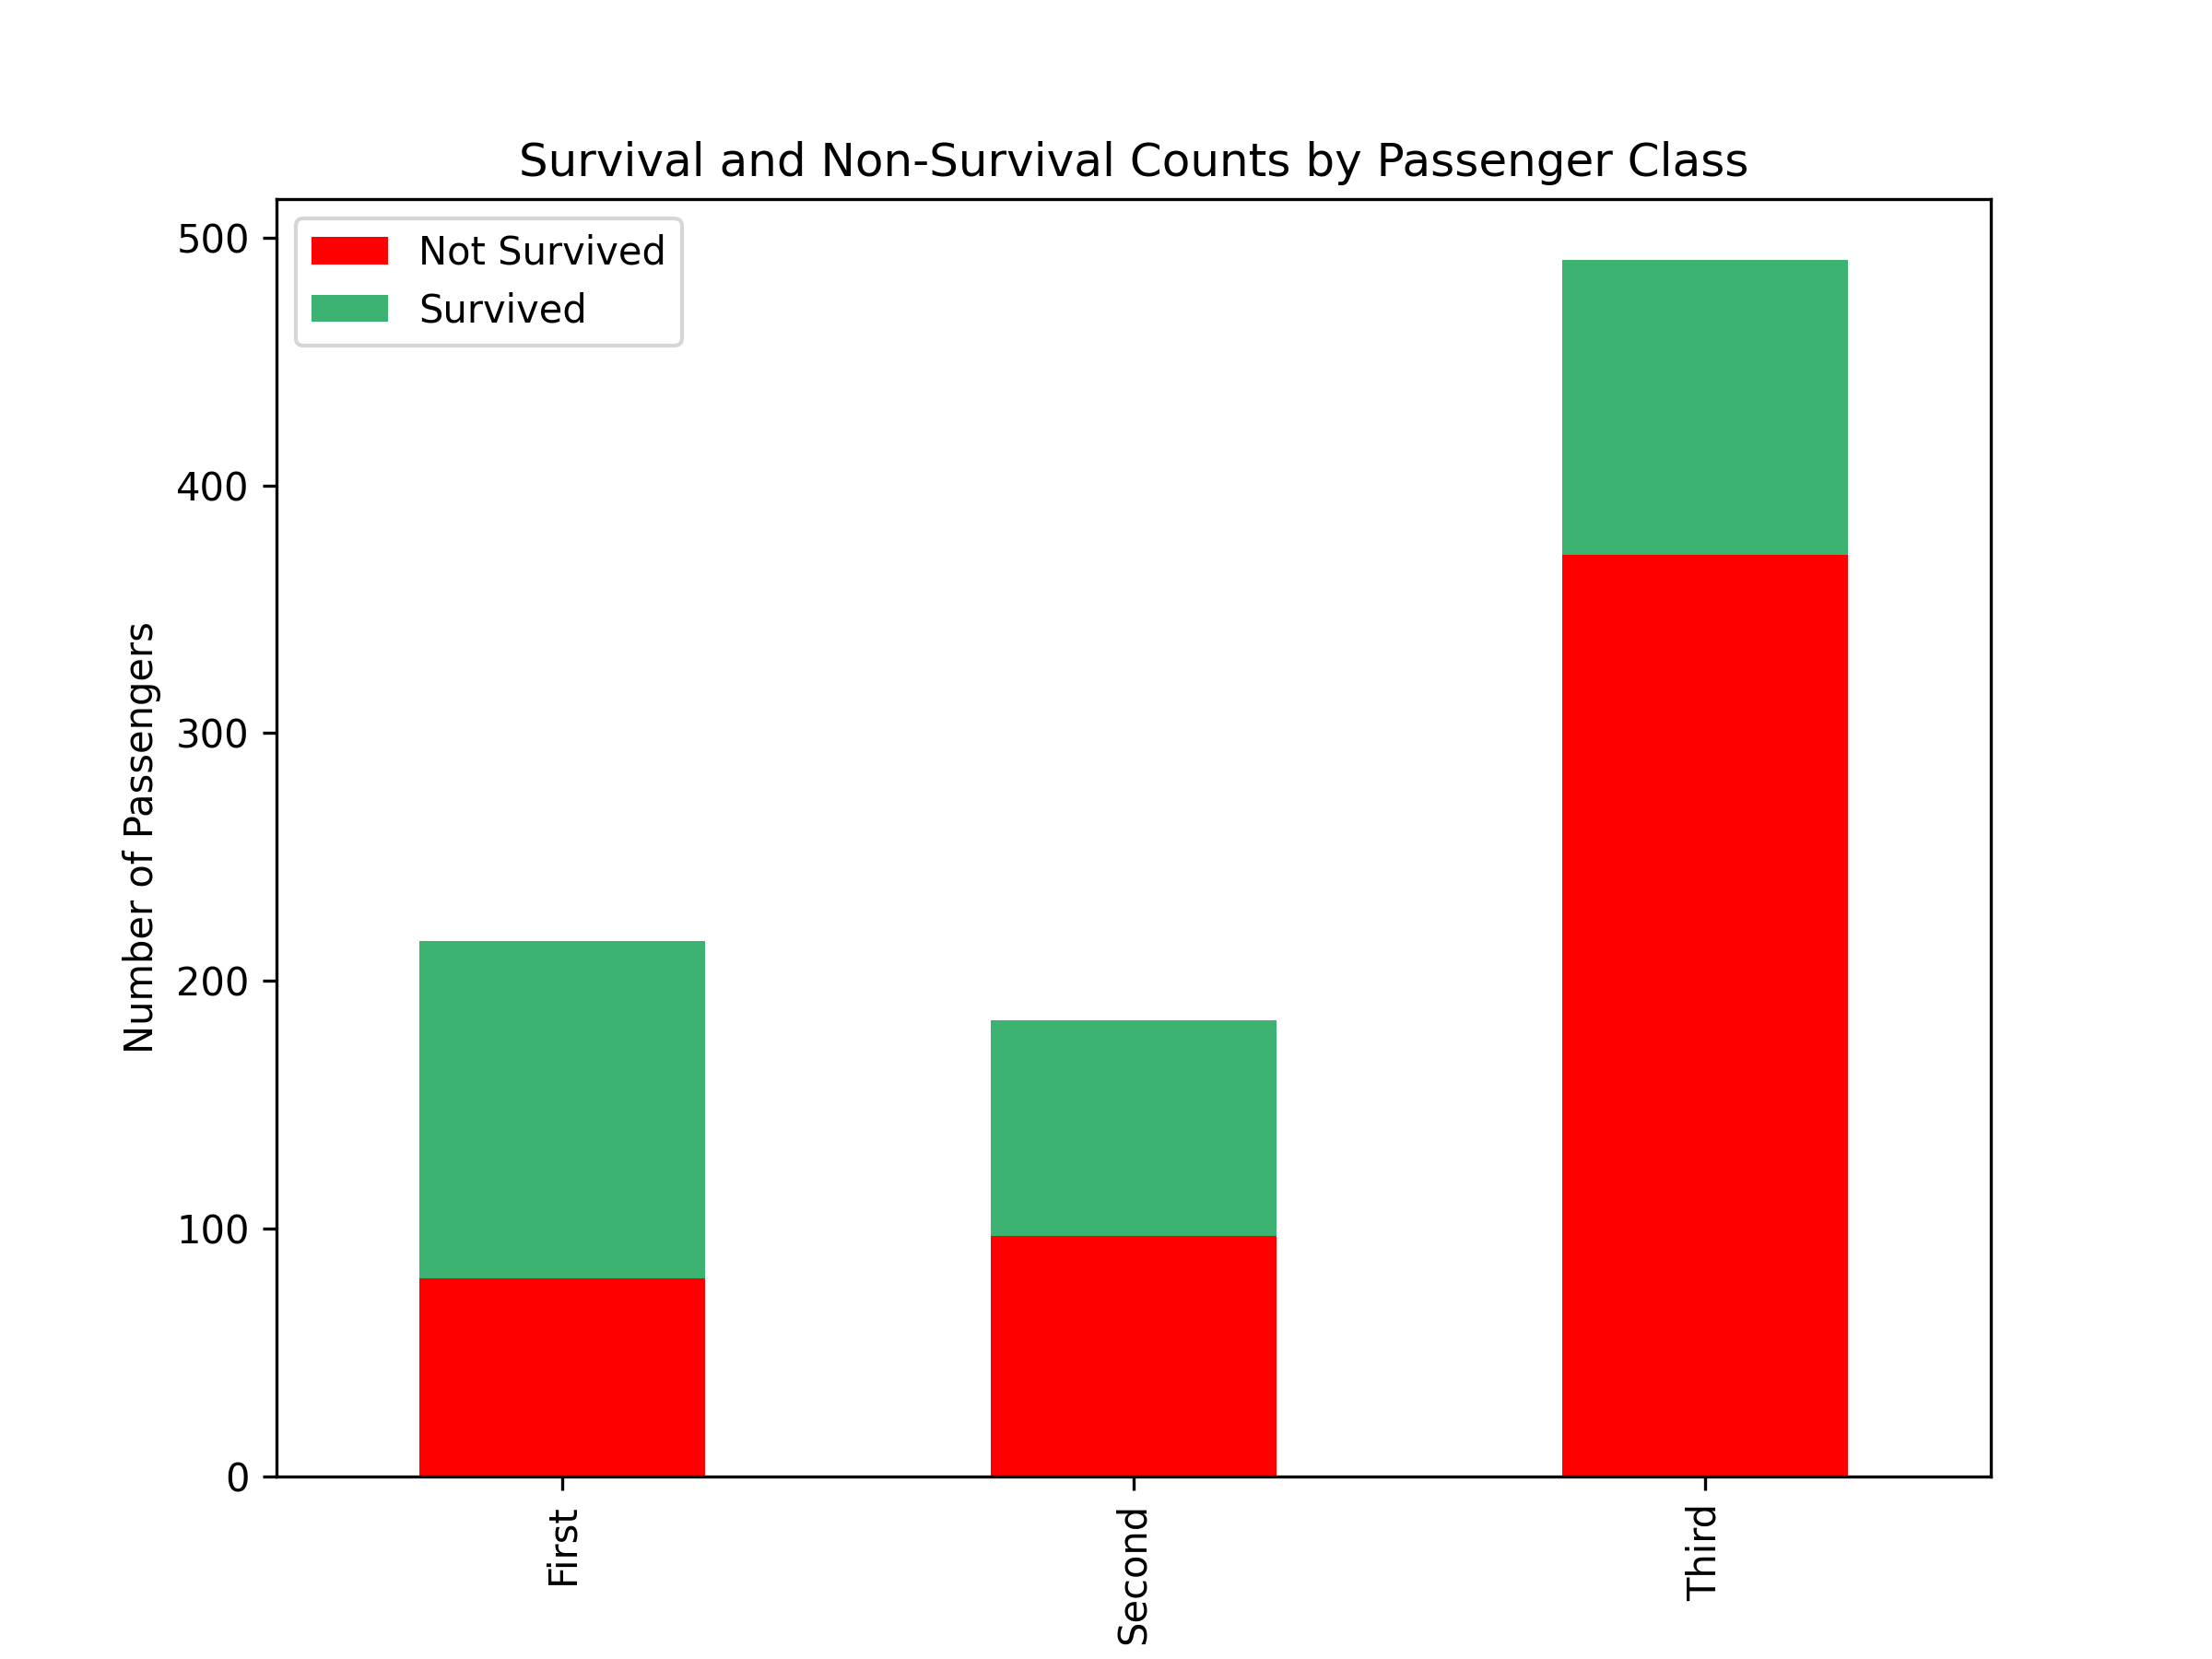 Survival and Non-Survival Counts by Passenger Class
Not Survived
Survived
500
400
300
200
100
0
Number of Passengers
First
Second
Third